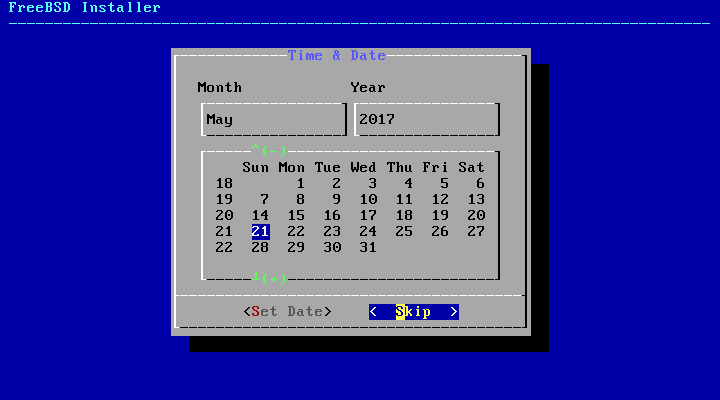 FreeBSD Installer
Time & Date
Month Year
May 2017
^(-)
Sun Mon Tue Wed Thu Fri Sat
18 1 2 3 4 5 6
19 7 8 9 10 11 12 13
20 14 15 16 17 18 19 20
21 21 22 23 24 25 26 27
22 28 29 30 31
┴(+)
<Set Date> < Skip >